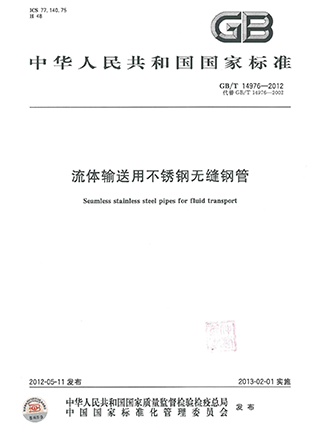 ICS 77.140.75
H 48
GB
中华人民共和国国家标准
GB/T 14976—2012
代替 GB/T 14976—2002
流体输送用不锈钢无缝钢管
Seamless stainless steel pipes for fluid transport
2012-05-11 发布
2013-02-01 实施
中华人民共和国国家质量监督检验检疫总局
中国国家标准化管理委员会
发布